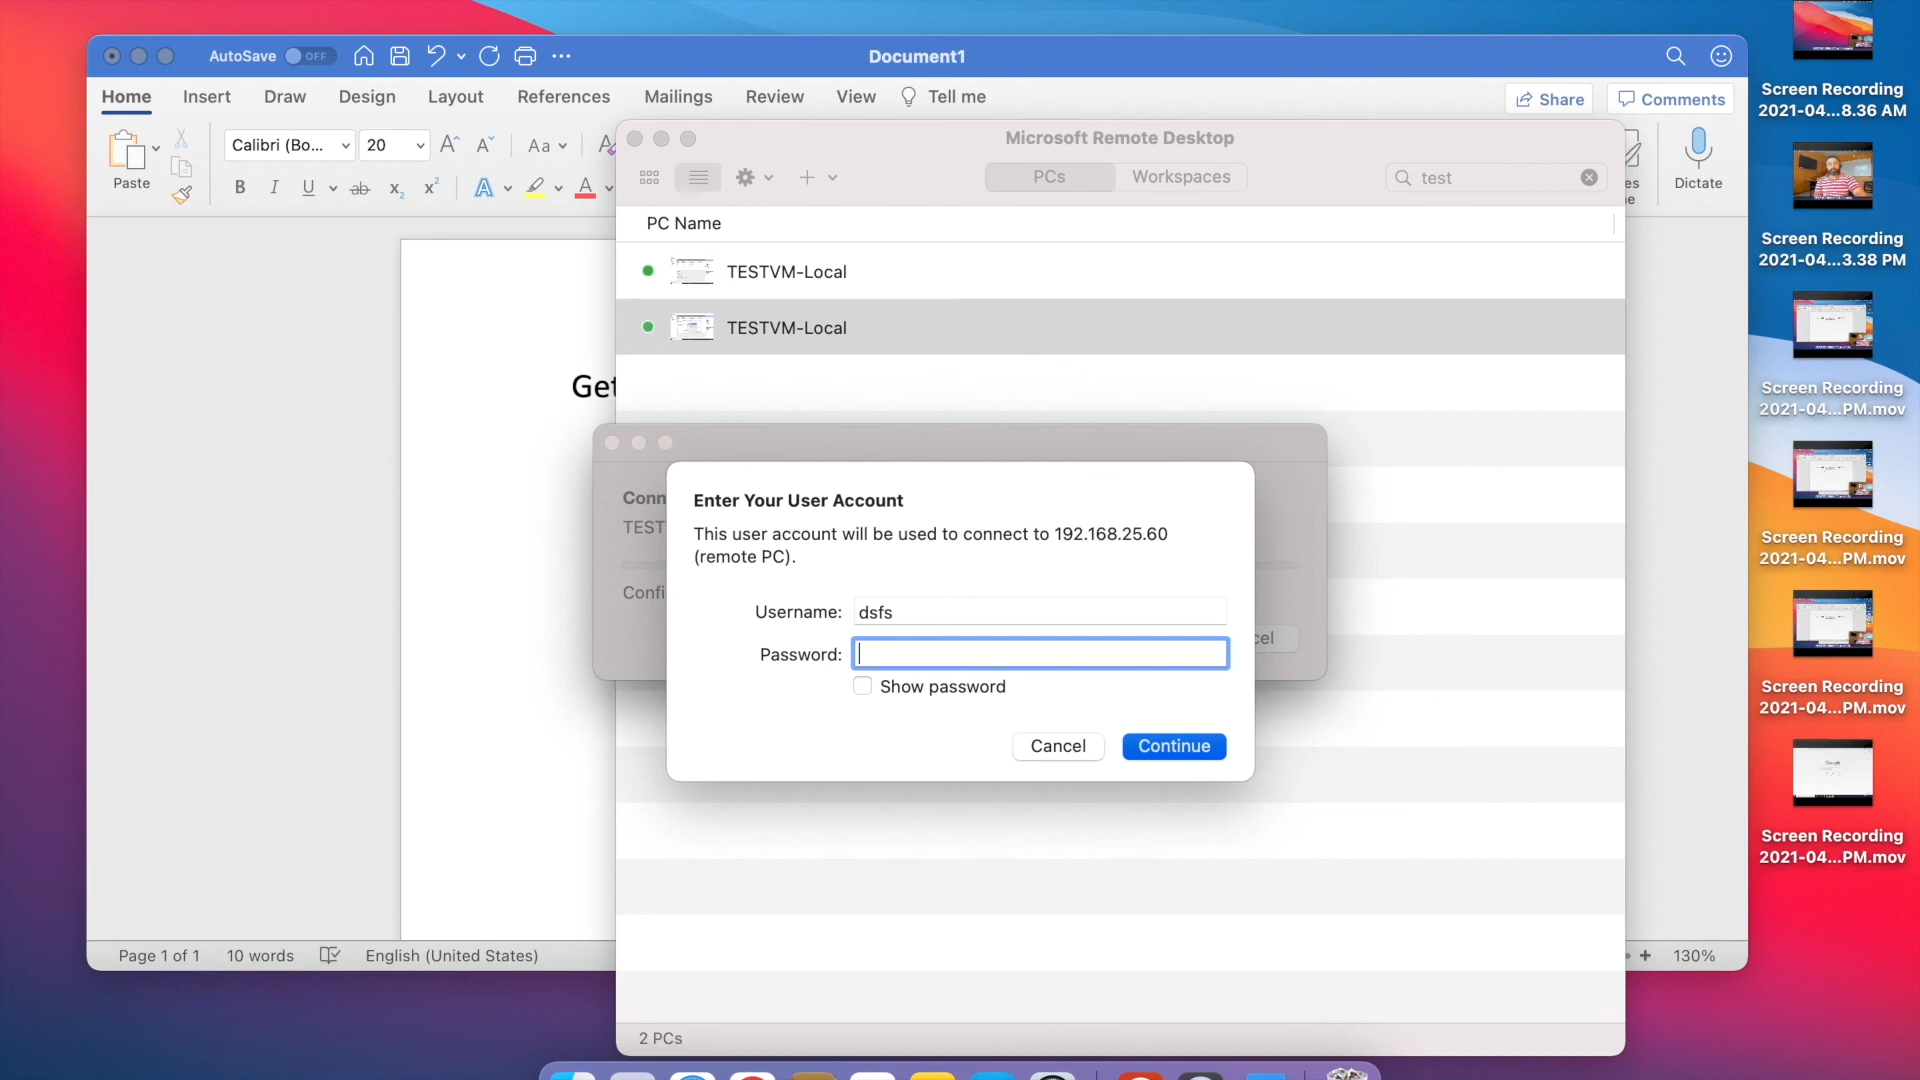 AutoSave
OFF
Document1
Home Insert Draw Design Layout References Mailings Review View Tell me
Share Comments
Paste
Calibri (Bo... 20
Aa
B I U ab x₂ x² A A
Dictate
Microsoft Remote Desktop
PCs Workspaces
test
PC Name
TESTVM-Local
TESTVM-Local
Get
Conn
TEST
Confi
cel
Enter Your User Account
This user account will be used to connect to 192.168.25.60
(remote PC).
Username: dsfs
Password:
Show password
Cancel Continue
2 PCs
Page 1 of 1 10 words English (United States)
130%
Screen Recording
2021-04...8.36 AM
Screen Recording
2021-04...3.38 PM
Screen Recording
2021-04...PM.mov
Screen Recording
2021-04...PM.mov
Screen Recording
2021-04...PM.mov
Google
Screen Recording
2021-04...PM.mov